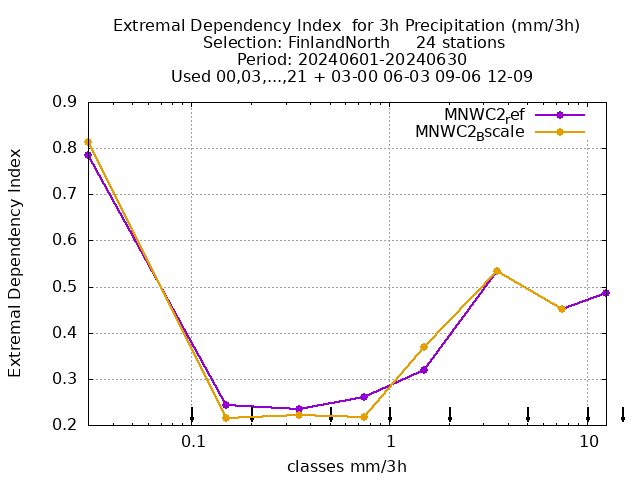 Extremal Dependency Index  for 3h Precipitation (mm/3h)
Selection: FinlandNorth     24 stations
Period: 20240601-20240630
Used 00,03,...,21 + 03-00 06-03 09-06 12-09
MNWC2_ref
MNWC2_Bscale
Extremal Dependency Index
0.9
0.8
0.7
0.6
0.5
0.4
0.3
0.2
0.1 1 10
classes mm/3h